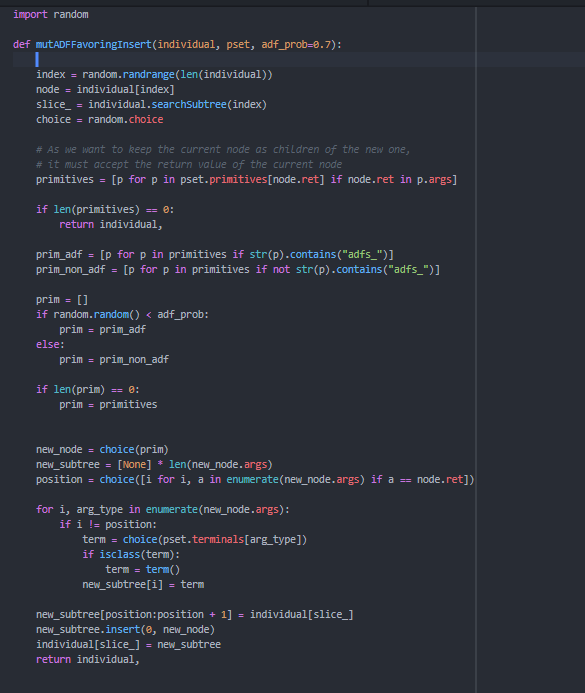 import random
def mutADFFavoringInsert(individual, pset, adf_prob=0.7):
index = random.randrange(len(individual))
node = individual[index]
slice_ = individual.searchSubtree(index)
choice = random.choice
# As we want to keep the current node as children of the new one,
# it must accept the return value of the current node
primitives = [p for p in pset.primitives[node.ret] if node.ret in p.args]
if len(primitives) == 0:
return individual,
prim_adf = [p for p in primitives if str(p).contains("adfs_")]
prim_non_adf = [p for p in primitives if not str(p).contains("adfs_")]
prim = []
if random.random() < adf_prob:
prim = prim_adf
else:
prim = prim_non_adf
if len(prim) == 0:
prim = primitives
new_node = choice(prim)
new_subtree = [None] * len(new_node.args)
position = choice([i for i, a in enumerate(new_node.args) if a == node.ret])
for i, arg_type in enumerate(new_node.args):
if i != position:
term = choice(pset.terminals[arg_type])
if isclass(term):
term = term()
new_subtree[i] = term
new_subtree[position:position + 1] = individual[slice_]
new_subtree.insert(0, new_node)
individual[slice_] = new_subtree
return individual,